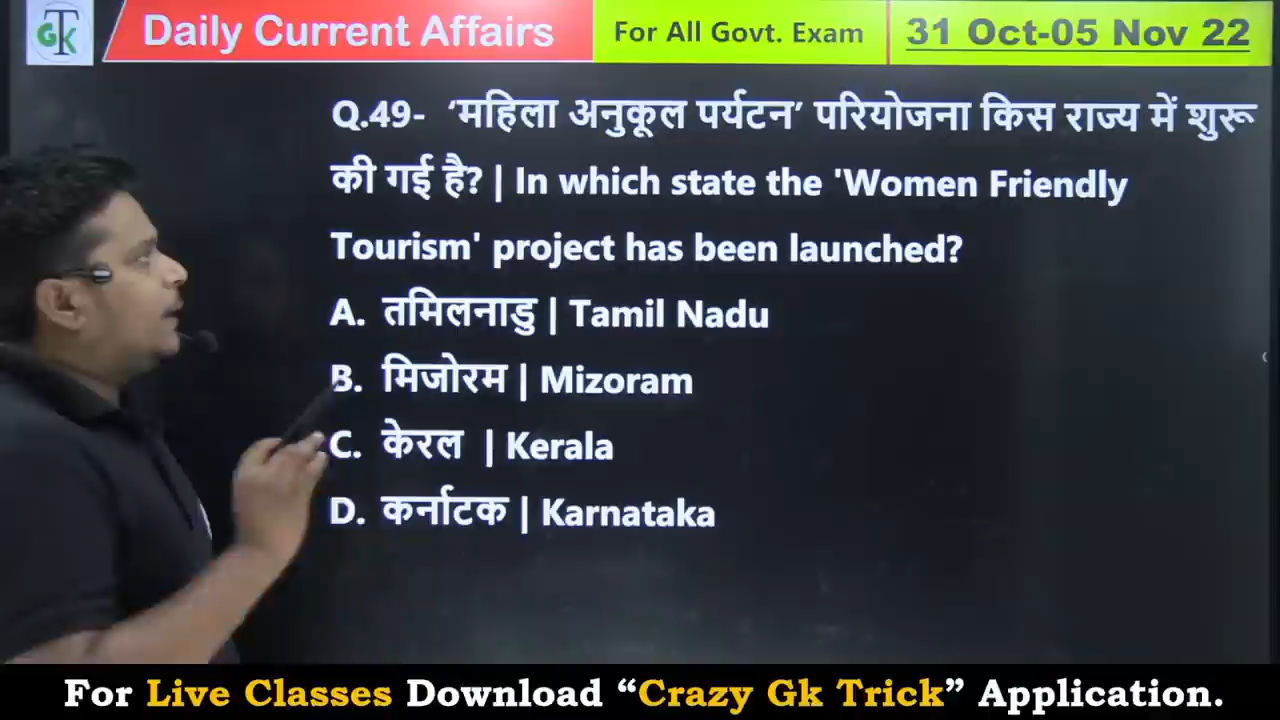 GTK
Daily Current Affairs
For All Govt. Exam
31 Oct-05 Nov 22
Q.49- ‘महिला अनुकूल पर्यटन’ परियोजना किस राज्य में शुरू
की गई है? | In which state the 'Women Friendly
Tourism' project has been launched?
A. तमिलनाडु | Tamil Nadu
B. मिजोरम | Mizoram
C. केरल | Kerala
D. कर्नाटक | Karnataka
For Live Classes Download “Crazy Gk Trick” Application.